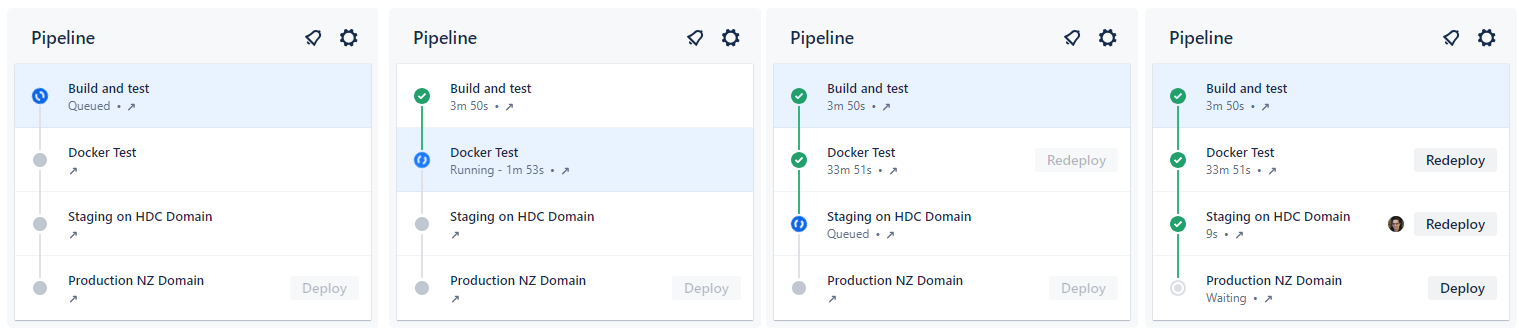 Pipeline
Build and test
Queued •
Docker Test
Staging on HDC Domain
Production NZ Domain
Deploy
Pipeline
Build and test
3m 50s •
Docker Test
Running - 1m 53s •
Staging on HDC Domain
Production NZ Domain
Deploy
Pipeline
Build and test
3m 50s •
Docker Test
33m 51s •
Redeploy
Staging on HDC Domain
Queued •
Production NZ Domain
Deploy
Pipeline
Build and test
3m 50s •
Docker Test
33m 51s •
Redeploy
Staging on HDC Domain
9s •
Redeploy
Production NZ Domain
Waiting •
Deploy